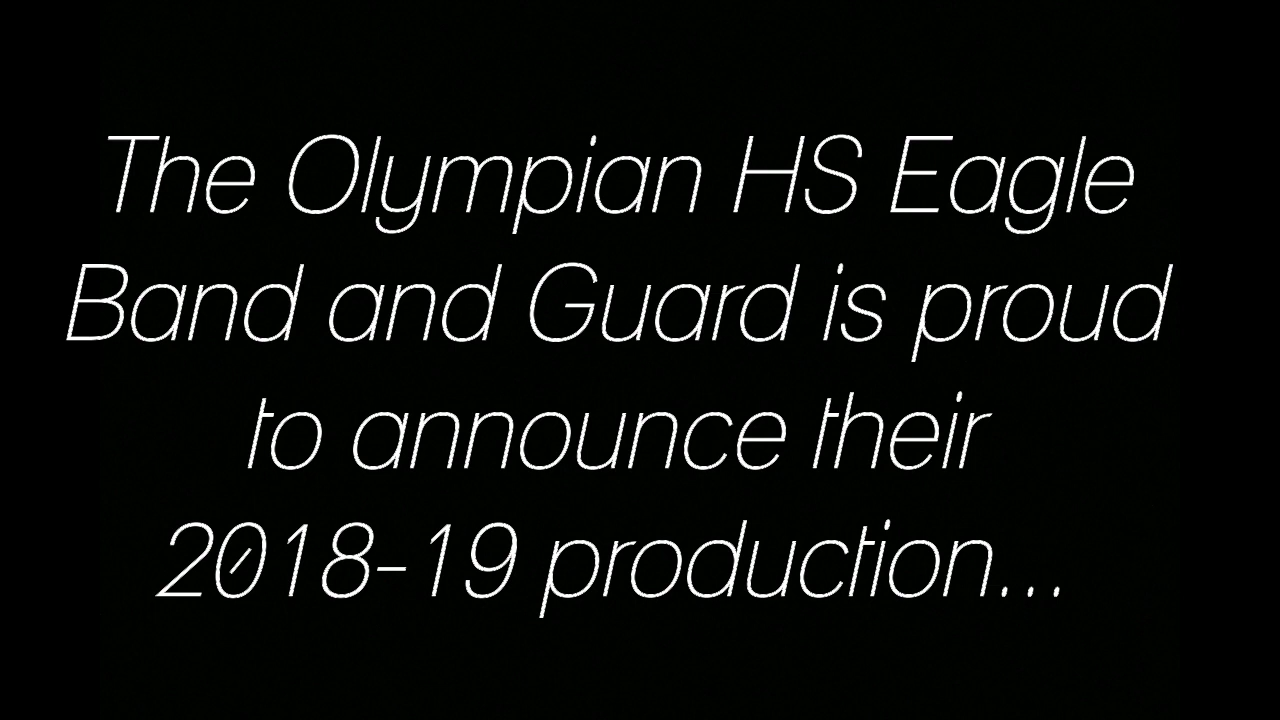 The Olympian HS Eagle
Band and Guard is proud
to announce their
2018-19 production...